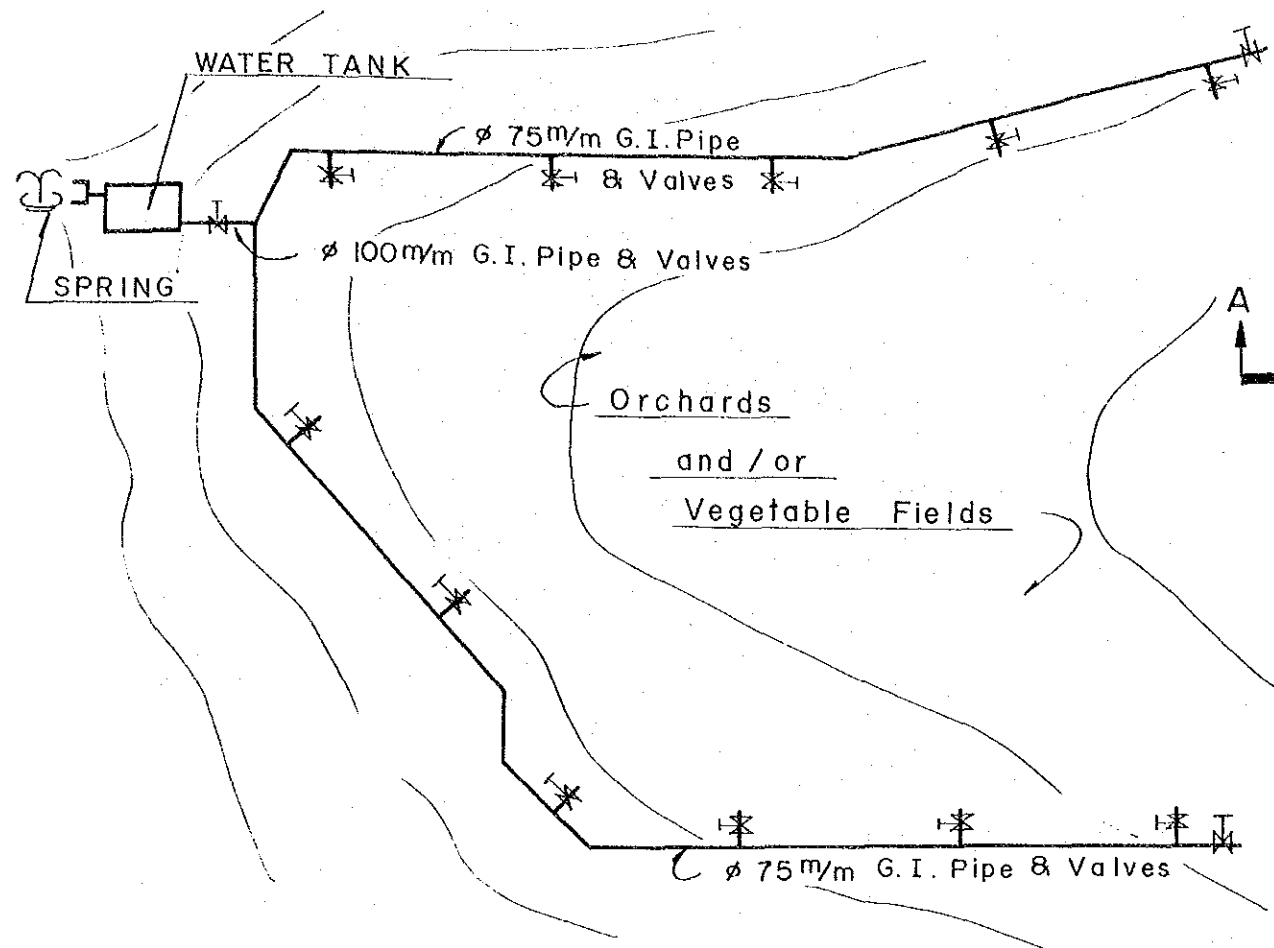 WATER TANK
φ 75m/m G.I.Pipe
& Valves
φ 100m/m G.I.Pipe & Valves
SPRING
A
Orchards
and/or
Vegetable Fields
φ 75m/m G.I.Pipe & Valves